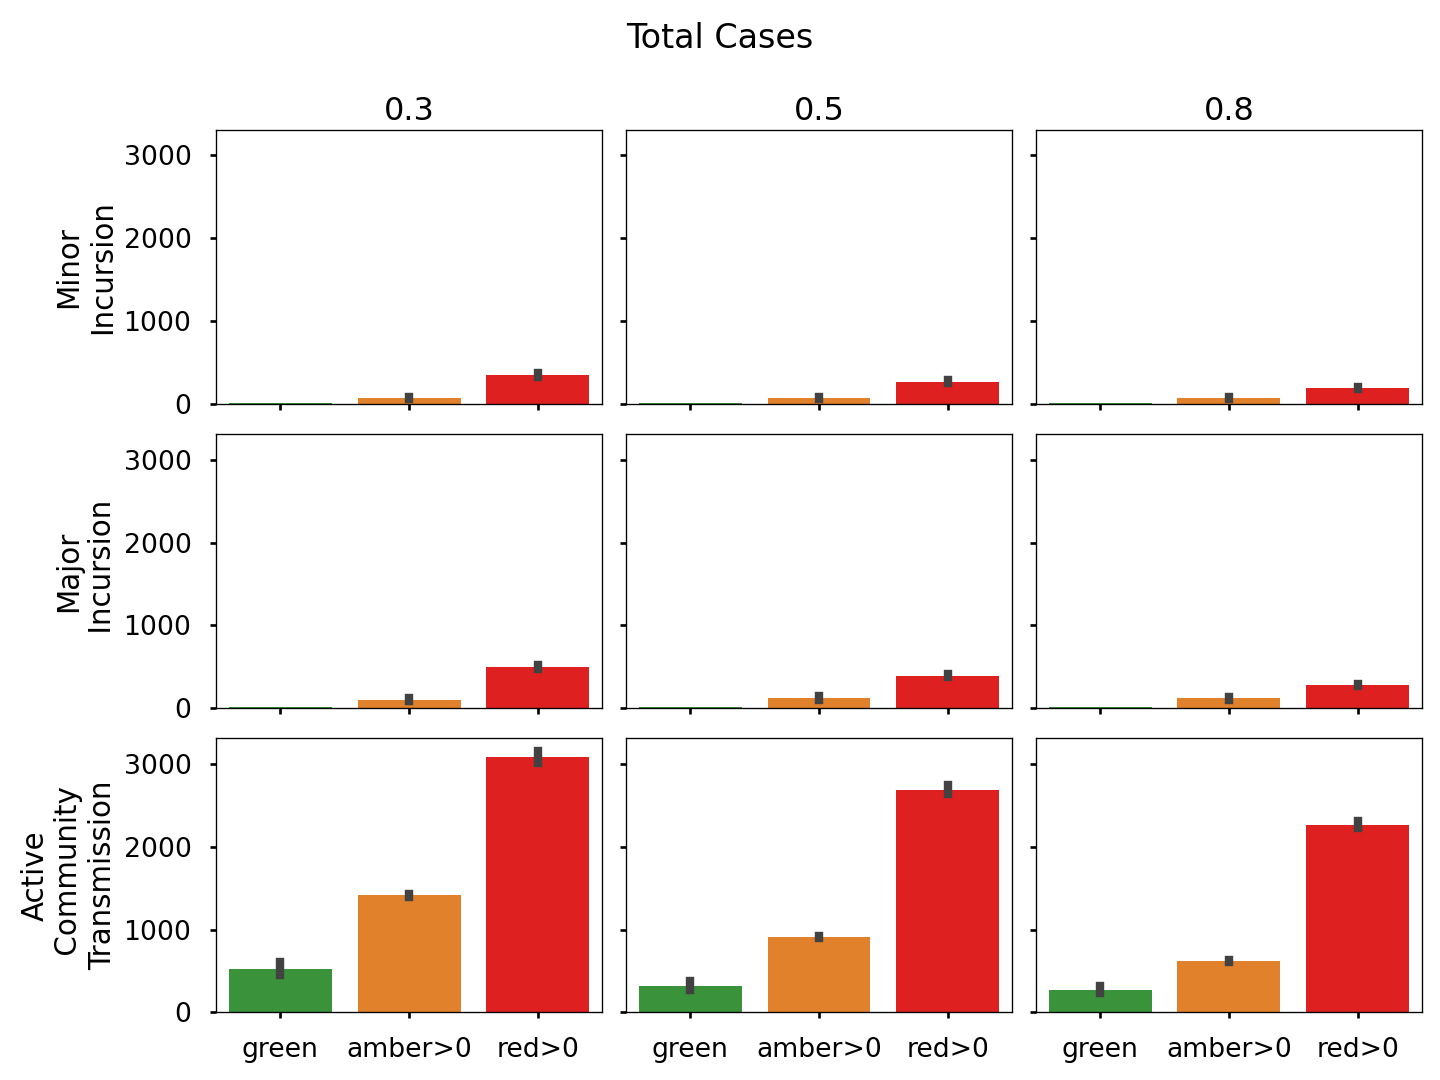 Total Cases
0.3
0.5
0.8
Minor
Incursion
3000
2000
1000
0
Major
Incursion
3000
2000
1000
0
Active
Community
Transmission
3000
2000
1000
0
green amber>0 red>0
green amber>0 red>0
green amber>0 red>0